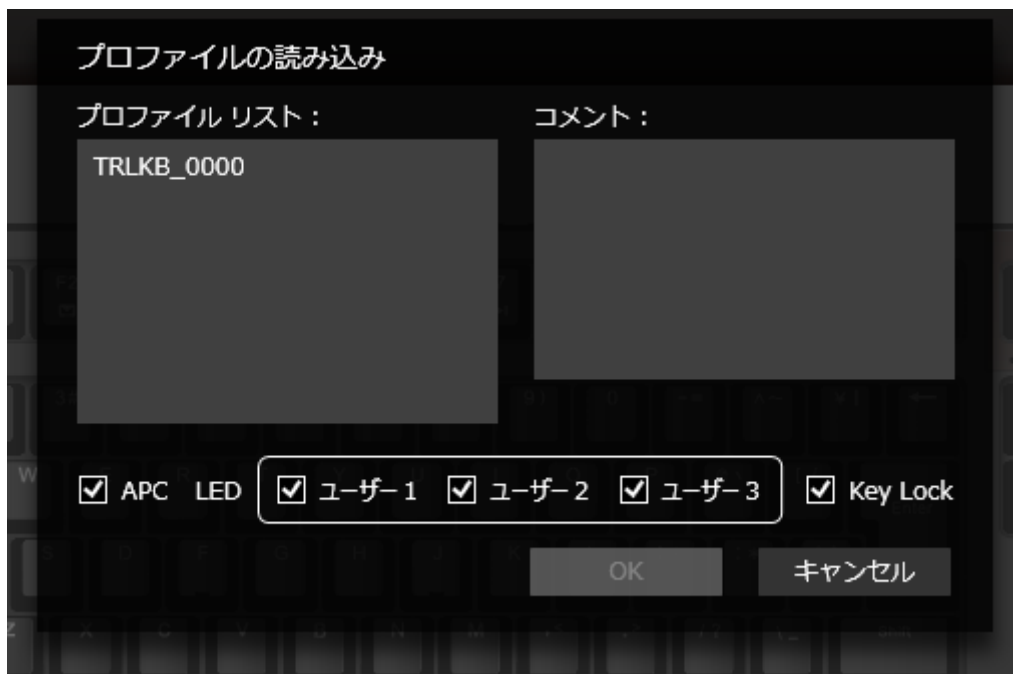 プロファイルの読み込み
プロファイル リスト：
コメント：
TRLKB_0000
APC LED ユーザー1 ユーザー2 ユーザー3 Key Lock
OK キャンセル